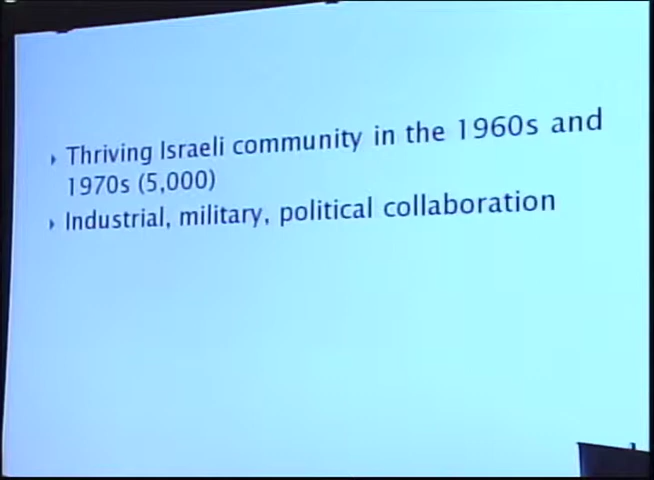 Thriving Israeli community in the 1960s and
1970s (5,000)
Industrial, military, political collaboration